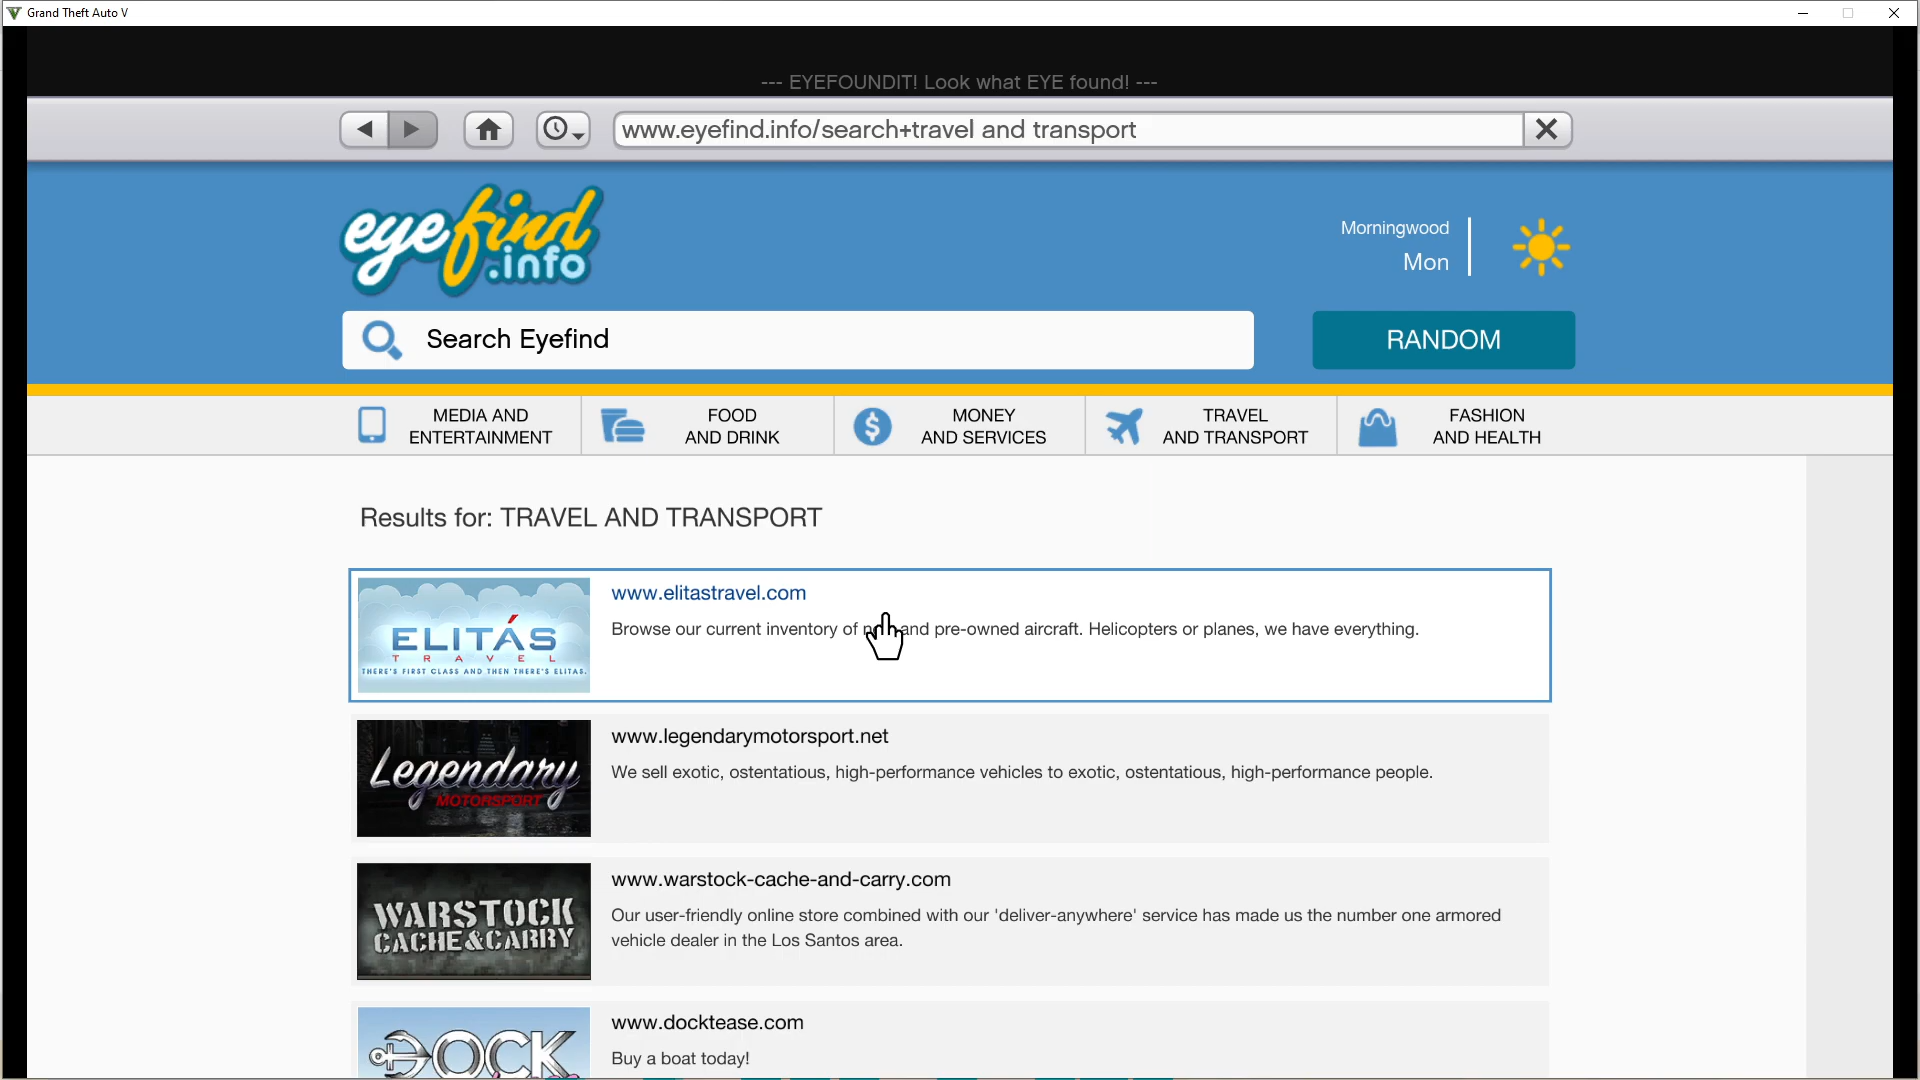 Grand Theft Auto V
--- EYEFOUNDIT! Look what EYE found! ---
www.eyefind.info/search+travel and transport
eyefind
.info
Morningwood
Mon
Search Eyefind
RANDOM
MEDIA AND
ENTERTAINMENT
FOOD
AND DRINK
MONEY
AND SERVICES
TRAVEL
AND TRANSPORT
FASHION
AND HEALTH
Results for: TRAVEL AND TRANSPORT
ELITÁS
TRAVEL
THERE'S FIRST CLASS AND THEN THERE'S ELITAS.
www.elitastravel.com
Browse our current inventory of and pre-owned aircraft. Helicopters or planes, we have everything.
Legendary
MOTORSPORT
www.legendarymotorsport.net
We sell exotic, ostentatious, high-performance vehicles to exotic, ostentatious, high-performance people.
WARSTOCK
CACHE&CARRY
www.warstock-cache-and-carry.com
Our user-friendly online store combined with our 'deliver-anywhere' service has made us the number one armored
vehicle dealer in the Los Santos area.
DOCK
www.docktease.com
Buy a boat today!